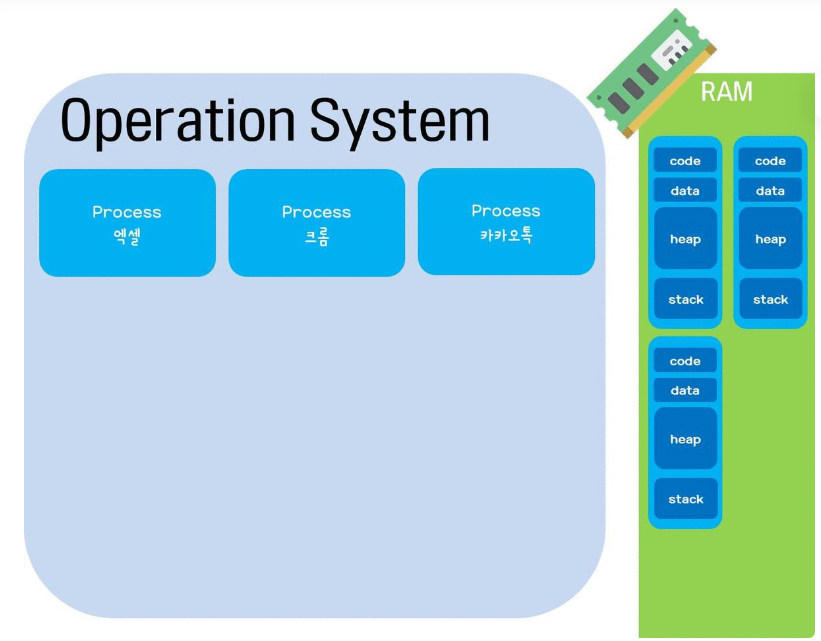 Operation System
Process
엑셀
Process
크롬
Process
카카오톡
RAM
code
data
heap
stack
code
data
heap
stack
code
data
heap
stack